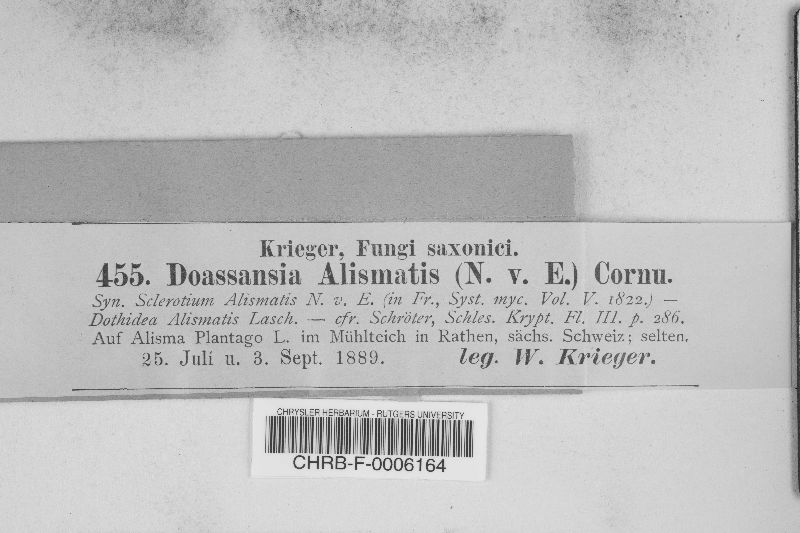 Krieger, Fungi saxonici.
455. Doassansia Alismatis (N. v. E.) Cornu.
Syn. Sclerotium Alismatis N. v. E. (in Fr., Syst. myc. Vol. V. 1822.) —
Dothidea Alismatis Lasch. — cfr. Schröter, Schles. Krypt. Fl. III. p. 286.
Auf Alisma Plantago L. im Mühlteich in Rathen, sächs. Schweiz; selten.
25. Juli u. 3. Sept. 1889. leg. W. Krieger.
CHRYSLER HERBARIUM - RUTGERS UNIVERSITY
CHRB-F-0006164